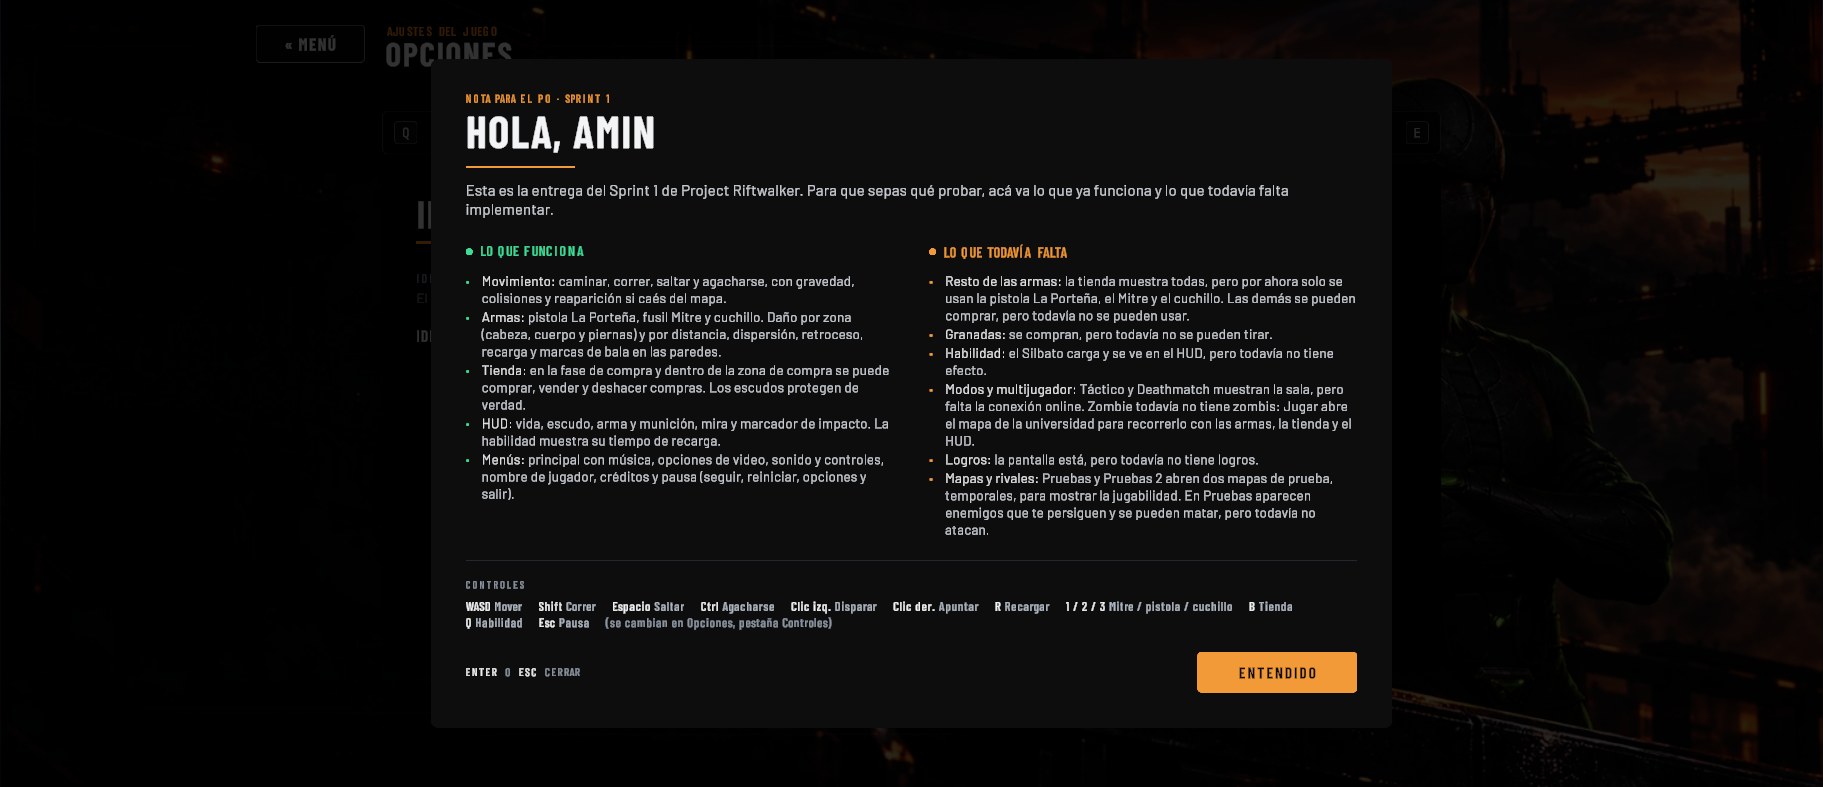 « MENÚ
AJUSTES DEL JUEGO
OPCIONES
Q
E
NOTA PARA EL PO · SPRINT 1
HOLA, AMIN
Esta es la entrega del Sprint 1 de Project Riftwalker. Para que sepas qué probar, acá va lo que ya funciona y lo que todavía falta
implementar.
LO QUE FUNCIONA
• Movimiento: caminar, correr, saltar y agacharse, con gravedad,
colisiones y reaparición si caés del mapa.
• Armas: pistola La Porteña, fusil Mitre y cuchillo. Daño por zona
(cabeza, cuerpo y piernas) y por distancia, dispersión, retroceso,
recarga y marcas de bala en las paredes.
• Tienda: en la fase de compra y dentro de la zona de compra se puede
comprar, vender y deshacer compras. Los escudos protegen de
verdad.
• HUD: vida, escudo, arma y munición, mira y marcador de impacto. La
habilidad muestra su tiempo de recarga.
• Menús: principal con música, opciones de video, sonido y controles,
nombre de jugador, créditos y pausa (seguir, reiniciar, opciones y
salir).
LO QUE TODAVÍA FALTA
• Resto de las armas: la tienda muestra todas, pero por ahora solo se
usan la pistola La Porteña, el Mitre y el cuchillo. Las demás se pueden
comprar, pero todavía no se pueden usar.
• Granadas: se compran, pero todavía no se pueden tirar.
• Habilidad: el Silbato carga y se ve en el HUD, pero todavía no tiene
efecto.
• Modos y multijugador: Táctico y Deathmatch muestran la sala, pero
falta la conexión online. Zombie todavía no tiene zombis: Jugar abre
el mapa de la universidad para recorrerlo con las armas, la tienda y el
HUD.
• Logros: la pantalla está, pero todavía no tiene logros.
• Mapas y rivales: Pruebas y Pruebas 2 abren dos mapas de prueba,
temporales, para mostrar la jugabilidad. En Pruebas aparecen
enemigos que te persiguen y se pueden matar, pero todavía no
atacan.
CONTROLES
WASD Mover Shift Correr Espacio Saltar Ctrl Agacharse Clic izq. Disparar Clic der. Apuntar R Recargar 1 / 2 / 3 Mitre / pistola / cuchillo B Tienda
Q Habilidad Esc Pausa (se cambian en Opciones, pestaña Controles)
ENTER O ESC CERRAR
ENTENDIDO